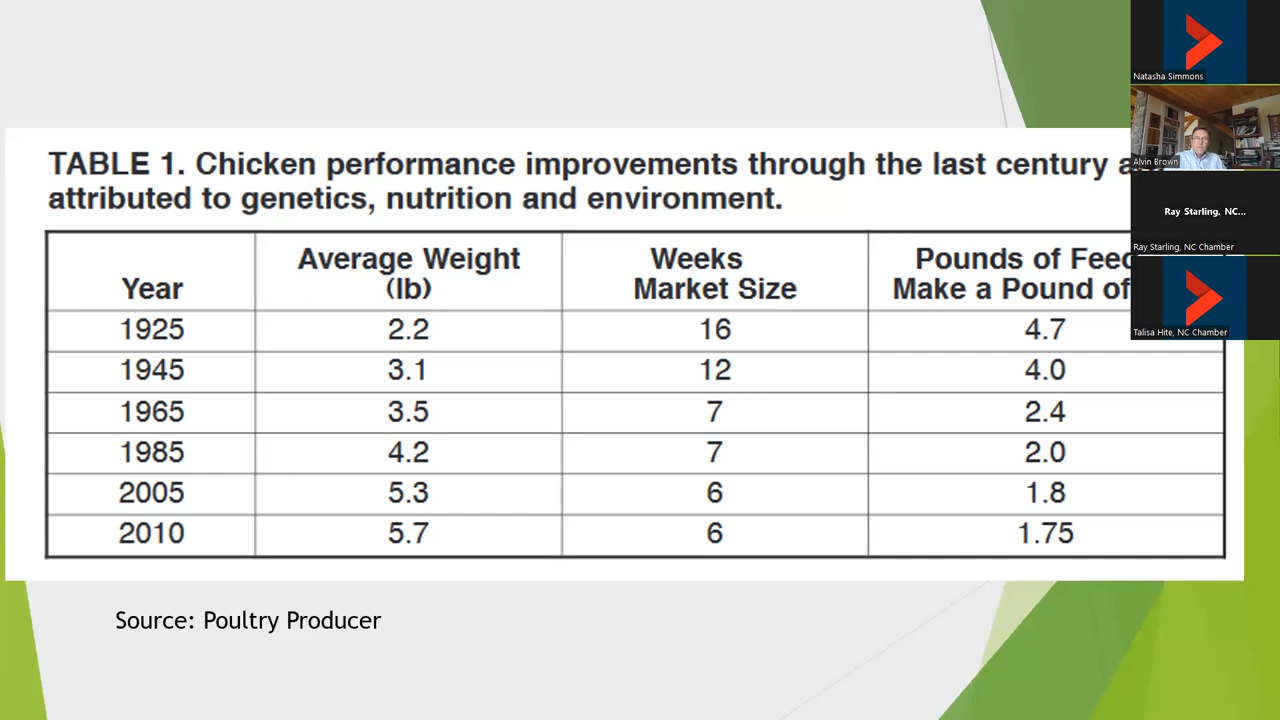 TABLE 1. Chicken performance improvements through the last century
attributed to genetics, nutrition and environment.
Year Average Weight (lb) Weeks Market Size Pounds of Feed Make a Pound of
1925 2.2 16 4.7
1945 3.1 12 4.0
1965 3.5 7 2.4
1985 4.2 7 2.0
2005 5.3 6 1.8
2010 5.7 6 1.75
Source: Poultry Producer
Natasha Simmons
Alvin Brown
Ray Starling, NC...
Ray Starling, NC Chamber
Talisa Hite, NC Chamber